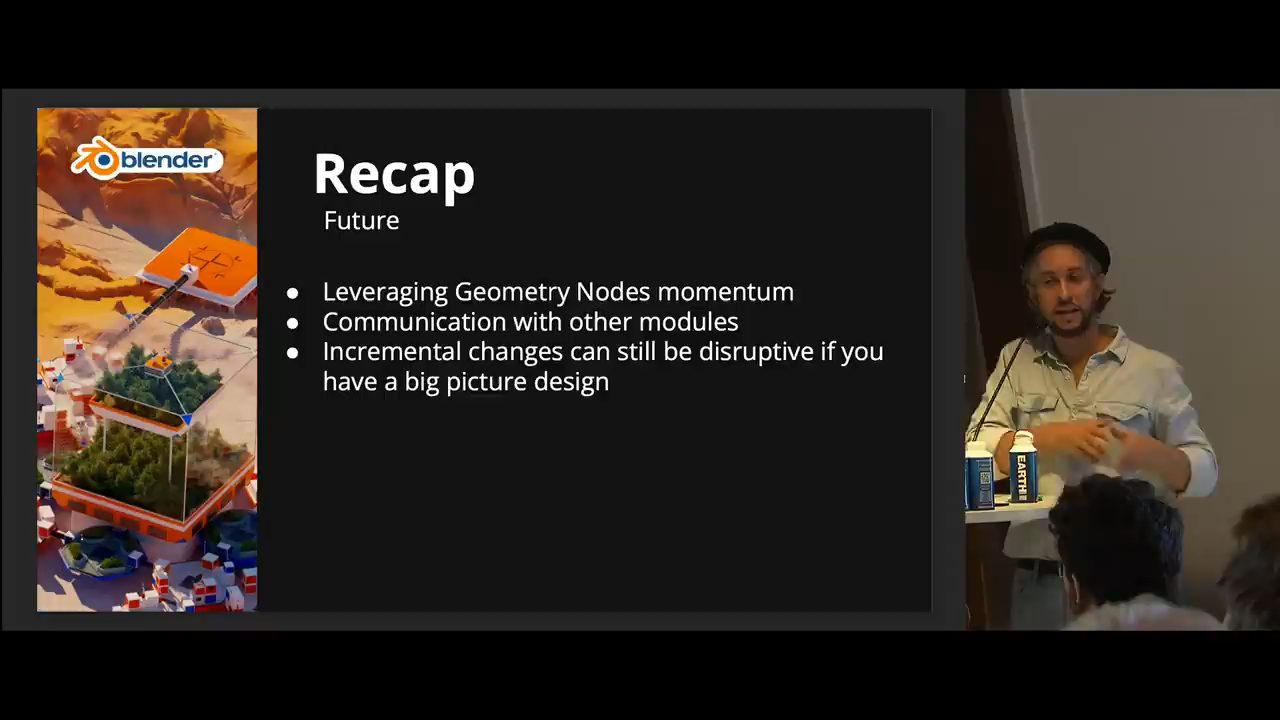 blender
Recap
Future
● Leveraging Geometry Nodes momentum
● Communication with other modules
● Incremental changes can still be disruptive if you
have a big picture design
EARTH